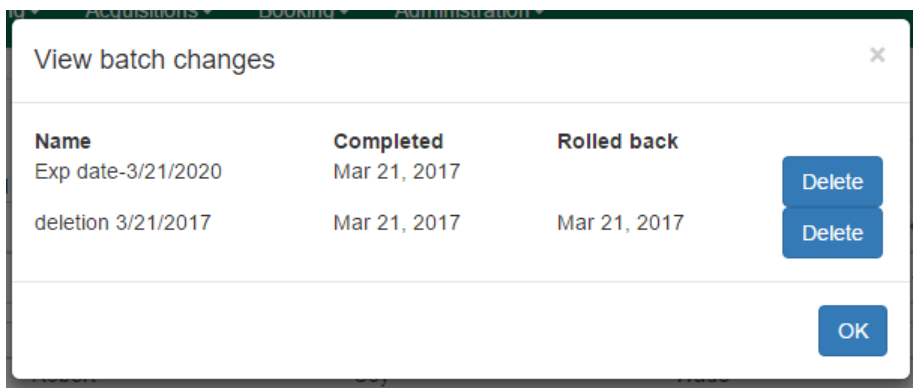 Acquisitions Booking Administration
View batch changes
×
Name Completed Rolled back
Exp date-3/21/2020 Mar 21, 2017 Delete
deletion 3/21/2017 Mar 21, 2017 Mar 21, 2017 Delete
OK